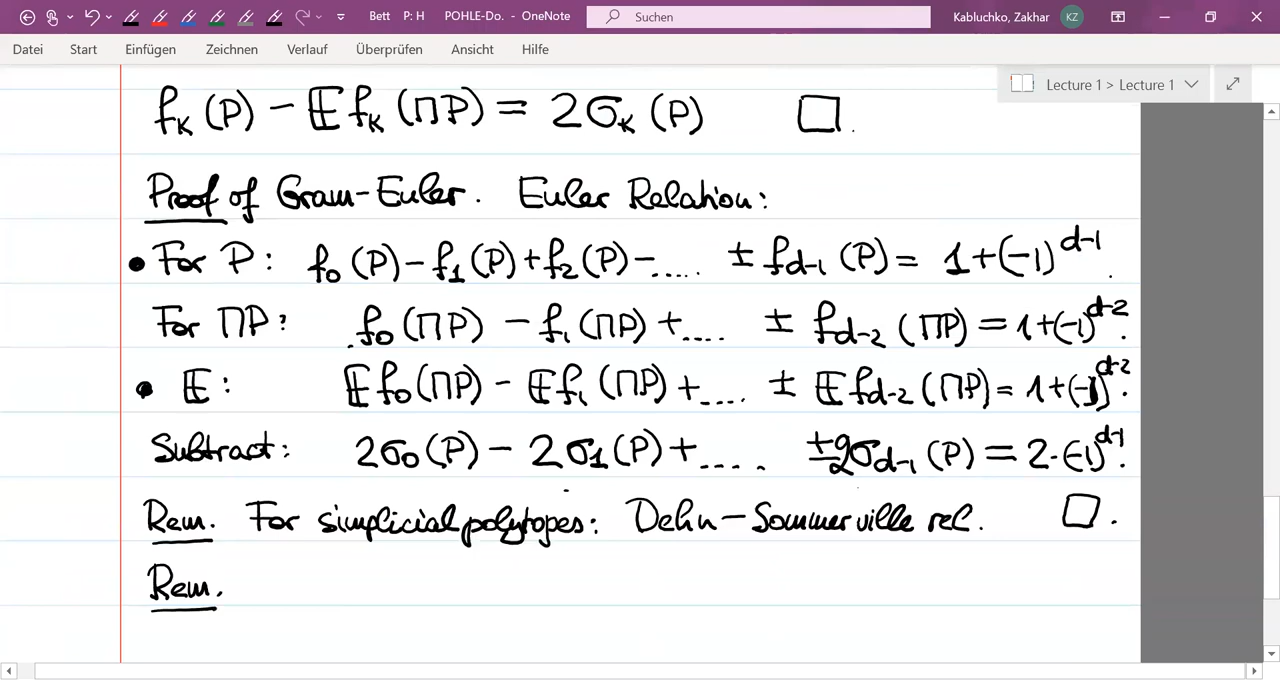 Bett P: H POHLE-Do. - OneNote Suchen Kabluchko, Zakhar KZ
Datei Start Einfügen Zeichnen Verlauf Überprüfen Ansicht Hilfe
Lecture 1 > Lecture 1
f_k (P) − 𝔼 f_k (ΠP) = 2σ_k (P) □.
Proof of Gram-Euler. Euler Relation:
• For P: f_0 (P) − f_1 (P) + f_2 (P) − .... ± f_{d-1} (P) = 1+(-1)^{d-1}.
For ΠP: f_0 (ΠP) − f_1 (ΠP) + .... ± f_{d-2} (ΠP) = 1+(-1)^{d-2}.
• 𝔼: 𝔼 f_0 (ΠP) − 𝔼 f_1 (ΠP) + .... ± 𝔼 f_{d-2} (ΠP) = 1+(-1)^{d-2}.
Subtract: 2σ_0 (P) − 2σ_1 (P) + .... ± 2σ_{d-1} (P) = 2·(-1)^{d-1}.
Rem. For simplicial polytopes: Dehn-Sommerville rel. □.
Rem.